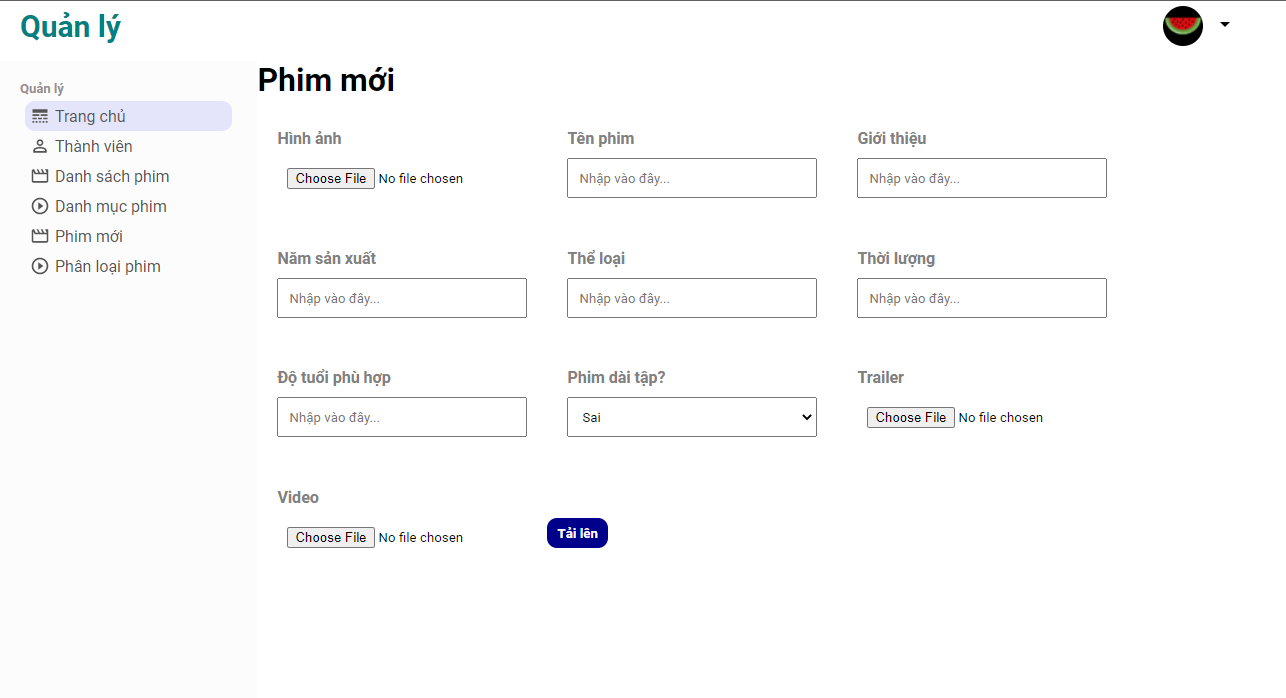 Quản lý
Quản lý
Trang chủ
Thành viên
Danh sách phim
Danh mục phim
Phim mới
Phân loại phim
Phim mới
Hình ảnh
Choose File No file chosen
Tên phim
Nhập vào đây...
Giới thiệu
Nhập vào đây...
Năm sản xuất
Nhập vào đây...
Thể loại
Nhập vào đây...
Thời lượng
Nhập vào đây...
Độ tuổi phù hợp
Nhập vào đây...
Phim dài tập?
Sai
Trailer
Choose File No file chosen
Video
Choose File No file chosen
Tải lên